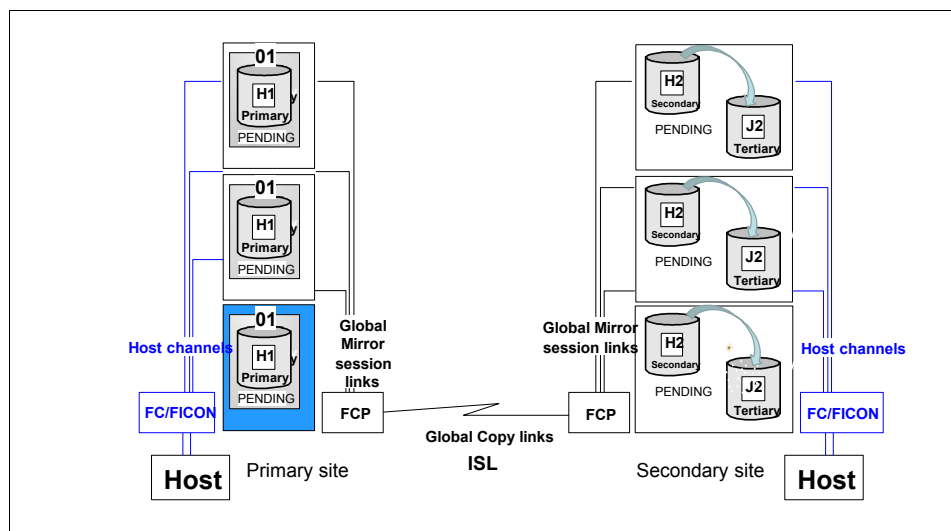 01
H1
Primary
PENDING
01
H1
Primary
PENDING
01
H1
Primary
PENDING
Host channels
Global
Mirror
session
links
FC/FICON
FCP
Host
Primary site
Global Copy links
ISL
H2
Secondary
PENDING
J2
Tertiary
H2
Secondary
PENDING
J2
Tertiary
H2
Secondary
PENDING
J2
Tertiary
Global Mirror
session links
Host channels
FCP
FC/FICON
Secondary site
Host